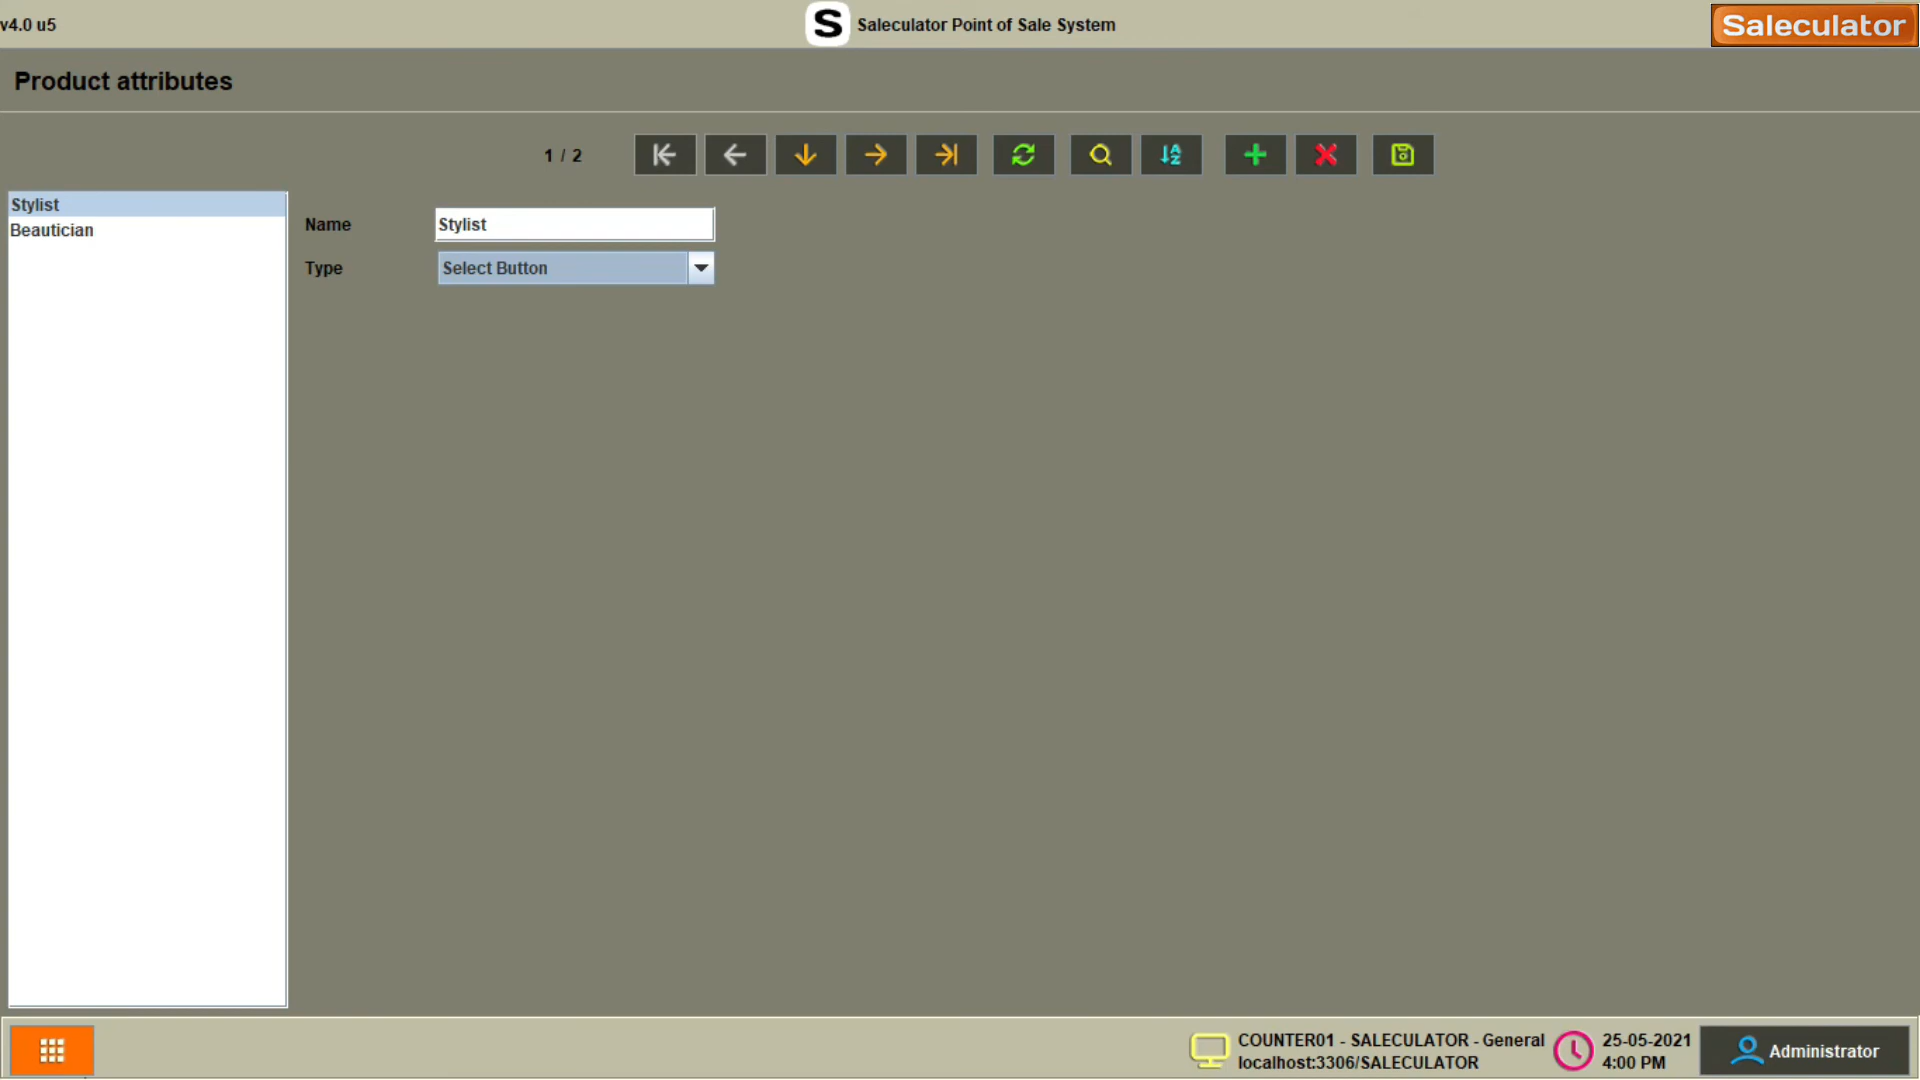 v4.0 u5
S Saleculator Point of Sale System
Saleculator
Product attributes
1 / 2
Stylist
Beautician
Name
Stylist
Type
Select Button
COUNTER01 - SALECULATOR - General
localhost:3306/SALECULATOR
25-05-2021
4:00 PM
Administrator